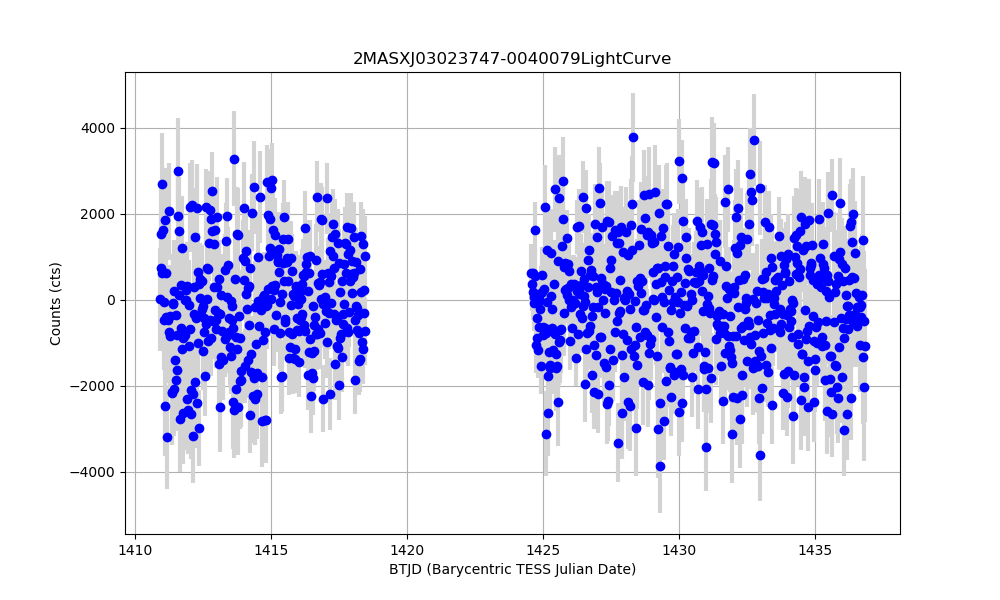 2MASXJ03023747-0040079LightCurve
Counts (cts)
4000
2000
0
−2000
−4000
1410 1415 1420 1425 1430 1435
BTJD (Barycentric TESS Julian Date)